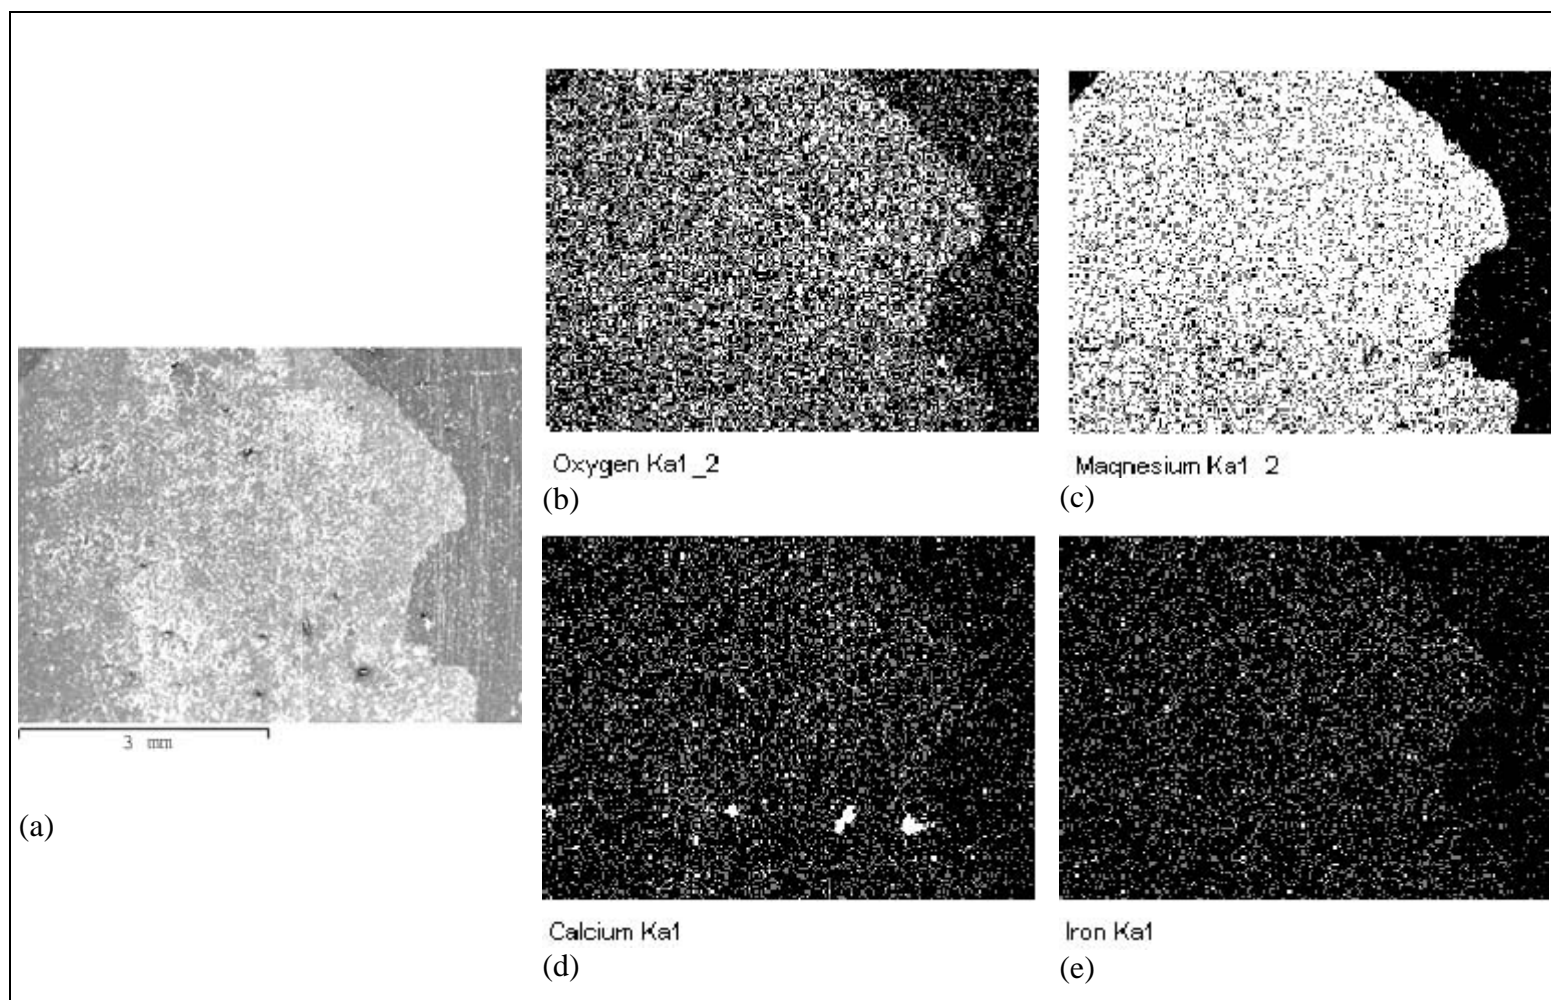 Oxygen Ka1_2
(b)
Magnesium Ka1_2
(c)
3 mm
(a)
Calcium Ka1
(d)
Iron Ka1
(e)